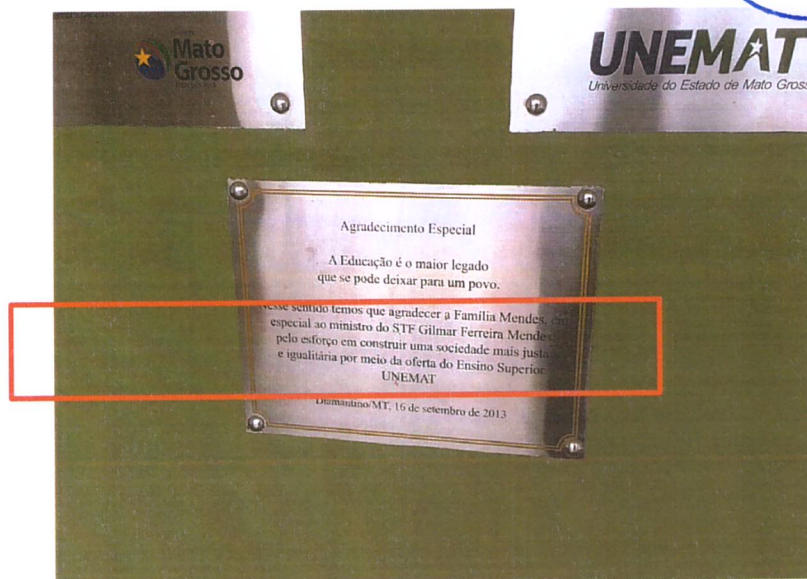 Mato
Grosso
UNEMAT
Universidade do Estado de Mato Gross
Agradecimento Especial
A Educação é o maior legado
que se pode deixar para um povo.
Nesse sentido temos que agradecer a Família Mendes, em
especial ao ministro do STF Gilmar Ferreira Mendes
pelo esforço em construir uma sociedade mais justa
e igualitária por meio da oferta do Ensino Superior
UNEMAT
Diamantino/MT, 16 de setembro de 2013